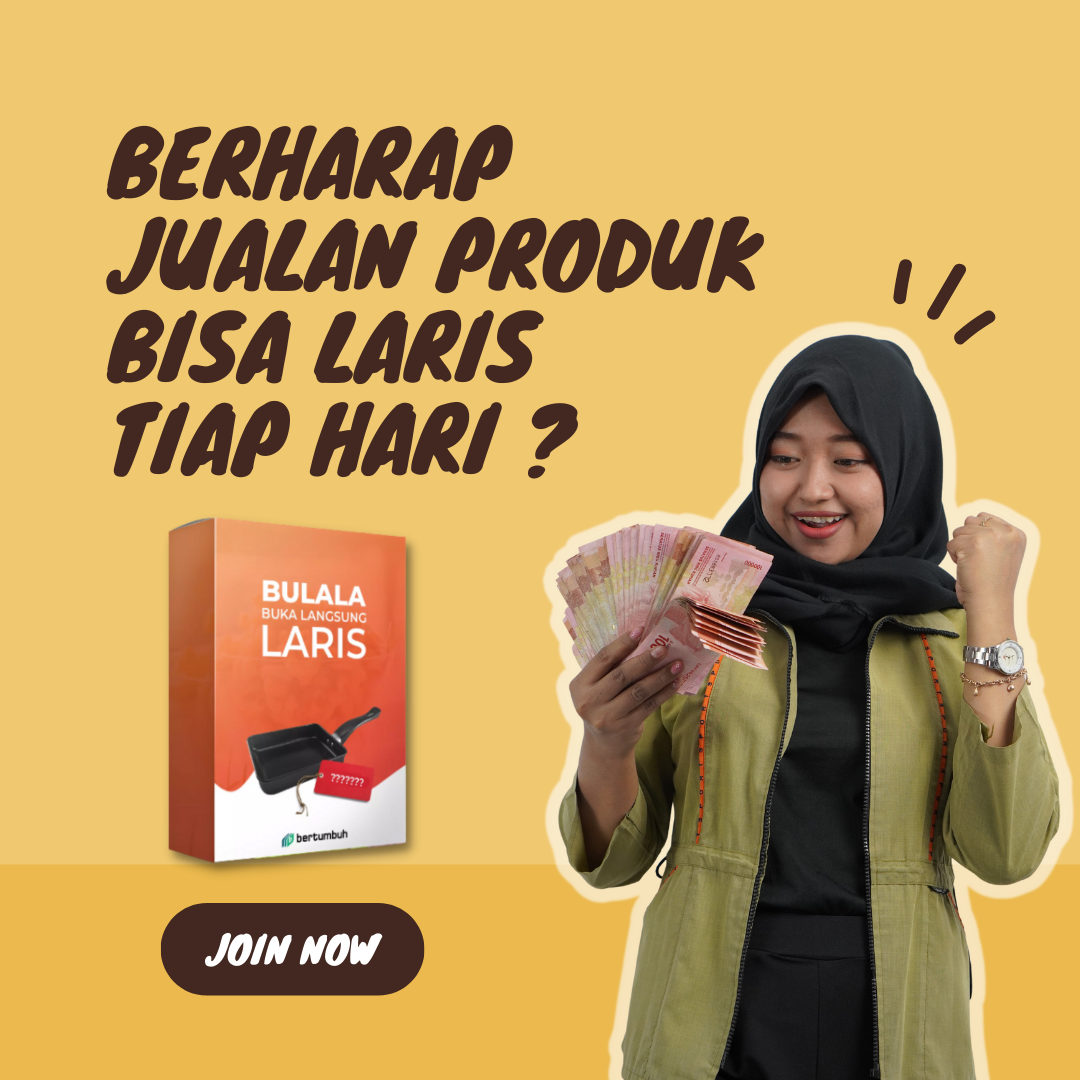 BERHARAP
JUALAN PRODUK
BISA LARIS
TIAP HARI ?
BULALA
BUKA LANGSUNG
LARIS
???????
bertumbuh
JOIN NOW